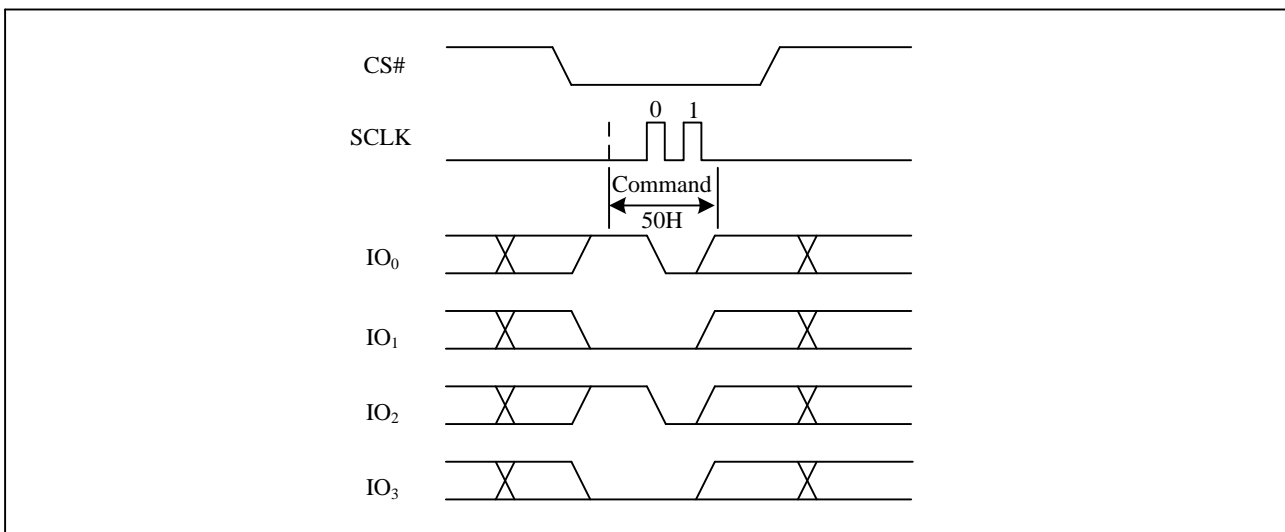 CS#
0 1
SCLK
Command
50H
IO₀
IO₁
IO₂
IO₃